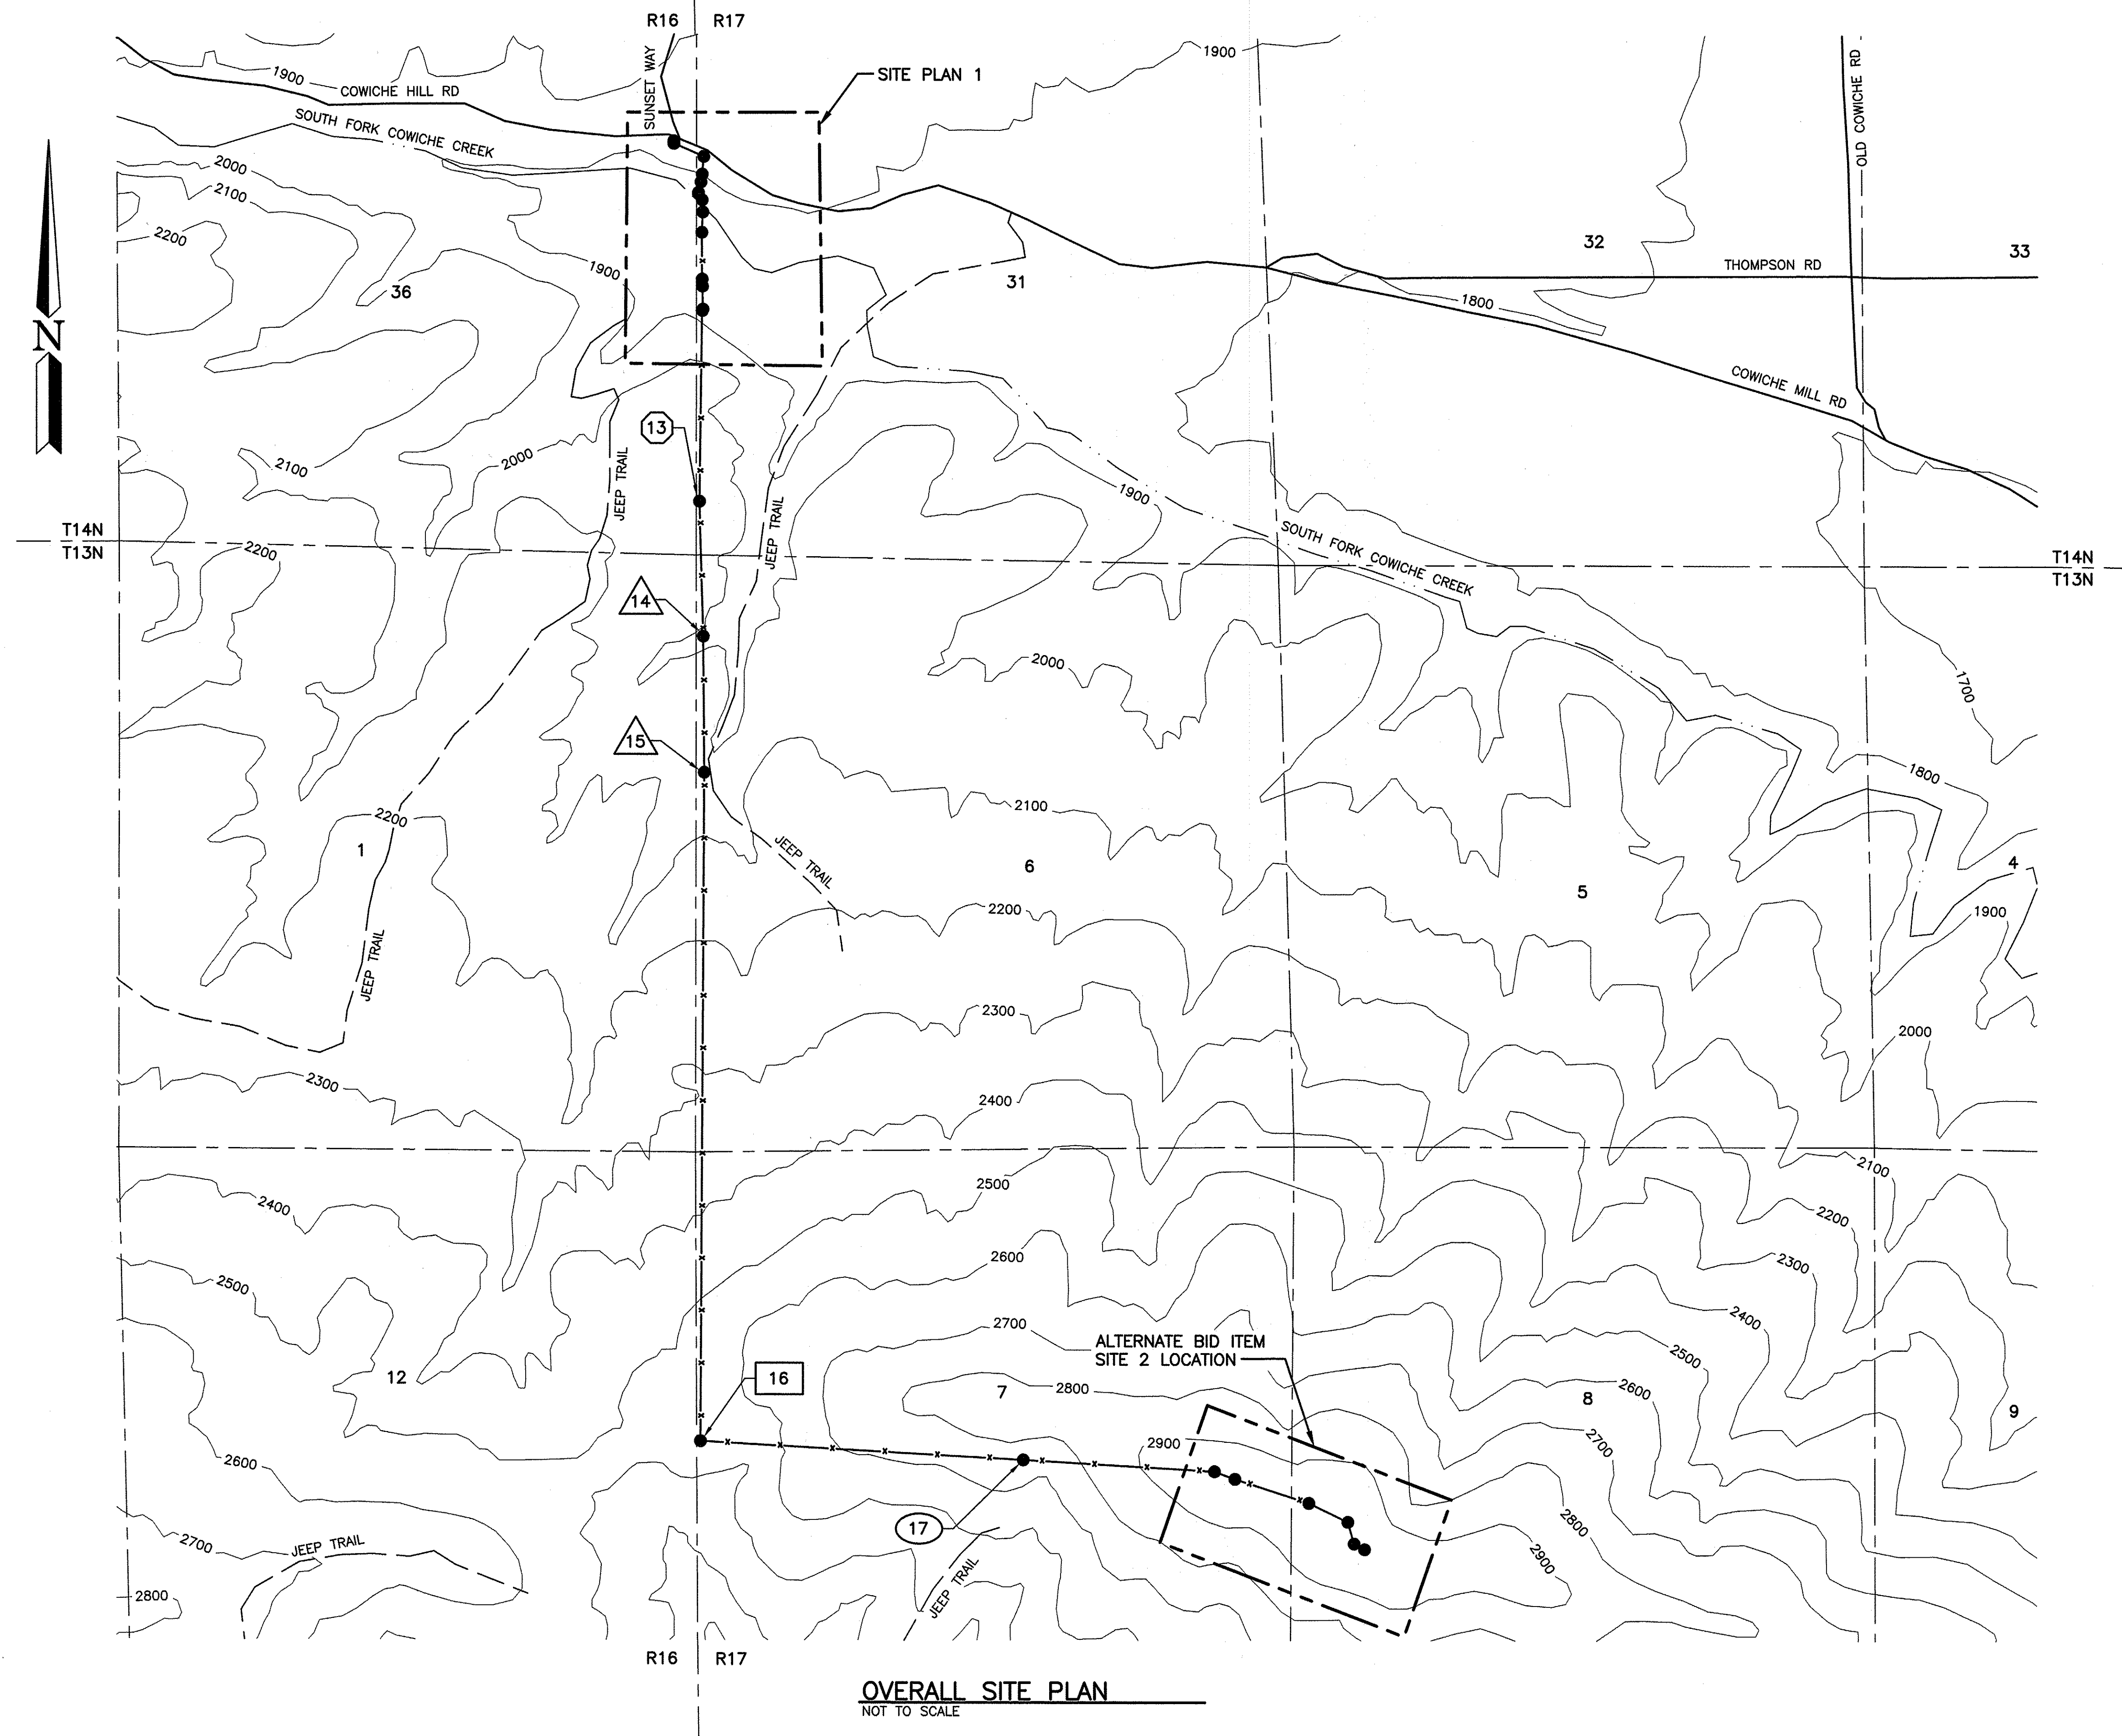 R16 R17
SUNSET WAY
SITE PLAN 1
1900
1900
COWICHE HILL RD
SOUTH FORK COWICHE CREEK
OLD COWICHE RD
2000
2100
2200
1900
36
31
32
33
THOMPSON RD
1800
N
COWICHE MILL RD
13
2100
2000
JEEP TRAIL
JEEP TRAIL
1900
T14N
T13N
2200
SOUTH FORK COWICHE CREEK
T14N
T13N
14
2000
1700
15
1800
2100
2200
1
JEEP TRAIL
6
5
4
2200
1900
JEEP TRAIL
2300
2000
2300
2400
2100
2400
2500
2200
2500
2600
2300
2700
2400
ALTERNATE BID ITEM
SITE 2 LOCATION
2500
12
16
7
2800
2600
8
9
2600
2900
2700
17
2700
JEEP TRAIL
2800
2900
JEEP TRAIL
2800
R16 R17
OVERALL SITE PLAN
NOT TO SCALE